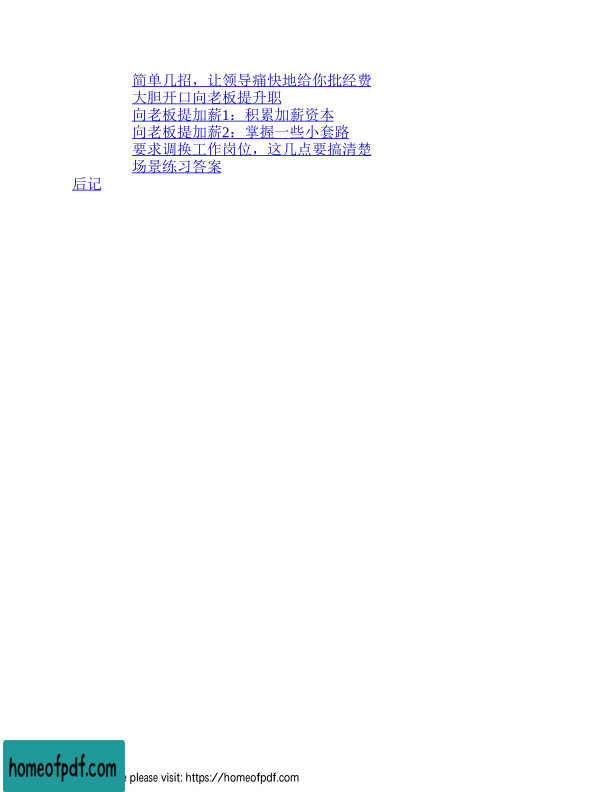 简单几招，让领导痛快地给你批经费
大胆开口向老板提升职
向老板提加薪1：积累加薪资本
向老板提加薪2：掌握一些小套路
要求调换工作岗位，这几点要搞清楚
场景练习答案
后记
homeofpdf.com
please visit: https://homeofpdf.com